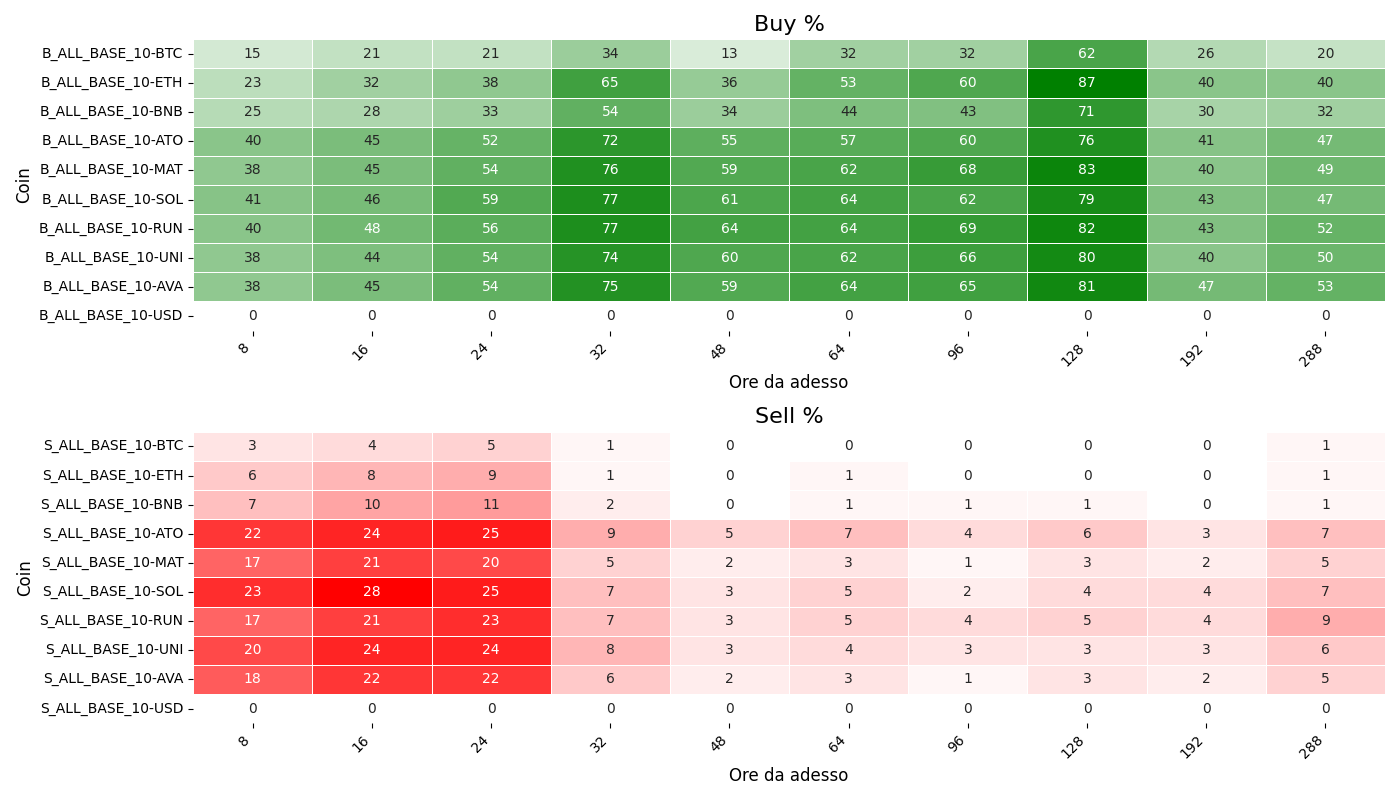 Buy %
Coin
B_ALL_BASE_10-BTC 15 21 21 34 13 32 32 62 26 20
B_ALL_BASE_10-ETH 23 32 38 65 36 53 60 87 40 40
B_ALL_BASE_10-BNB 25 28 33 54 34 44 43 71 30 32
B_ALL_BASE_10-ATO 40 45 52 72 55 57 60 76 41 47
B_ALL_BASE_10-MAT 38 45 54 76 59 62 68 83 40 49
B_ALL_BASE_10-SOL 41 46 59 77 61 64 62 79 43 47
B_ALL_BASE_10-RUN 40 48 56 77 64 64 69 82 43 52
B_ALL_BASE_10-UNI 38 44 54 74 60 62 66 80 40 50
B_ALL_BASE_10-AVA 38 45 54 75 59 64 65 81 47 53
B_ALL_BASE_10-USD 0 0 0 0 0 0 0 0 0 0
8 16 24 32 48 64 96 128 192 288
Ore da adesso
Sell %
Coin
S_ALL_BASE_10-BTC 3 4 5 1 0 0 0 0 0 1
S_ALL_BASE_10-ETH 6 8 9 1 0 1 0 0 0 1
S_ALL_BASE_10-BNB 7 10 11 2 0 1 1 1 0 1
S_ALL_BASE_10-ATO 22 24 25 9 5 7 4 6 3 7
S_ALL_BASE_10-MAT 17 21 20 5 2 3 1 3 2 5
S_ALL_BASE_10-SOL 23 28 25 7 3 5 2 4 4 7
S_ALL_BASE_10-RUN 17 21 23 7 3 5 4 5 4 9
S_ALL_BASE_10-UNI 20 24 24 8 3 4 3 3 3 6
S_ALL_BASE_10-AVA 18 22 22 6 2 3 1 3 2 5
S_ALL_BASE_10-USD 0 0 0 0 0 0 0 0 0 0
8 16 24 32 48 64 96 128 192 288
Ore da adesso